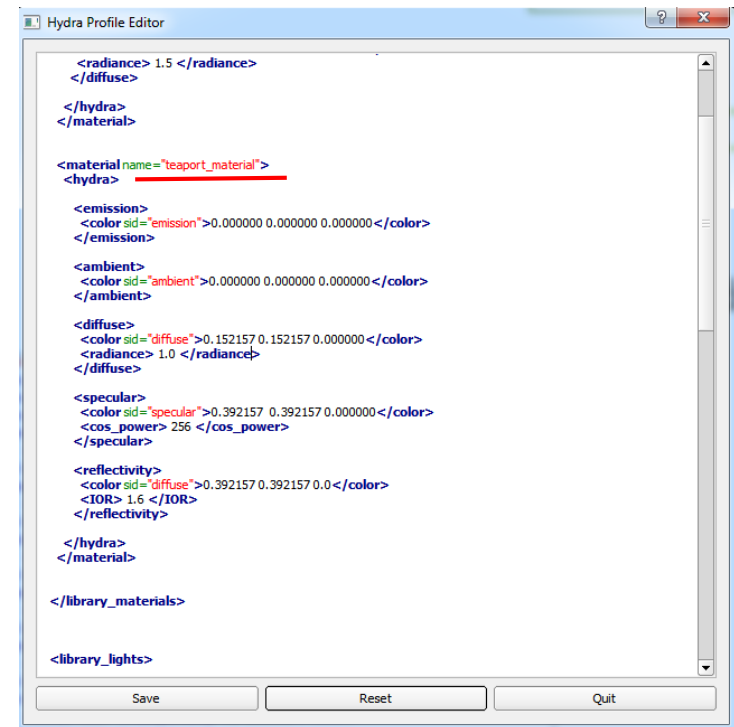 Hydra Profile Editor
<radiance> 1.5 </radiance>
</diffuse>
</hydra>
</material>
<material name="teaport_material">
<hydra>
<emission>
<color sid="emission">0.000000 0.000000 0.000000</color>
</emission>
<ambient>
<color sid="ambient">0.000000 0.000000 0.000000</color>
</ambient>
<diffuse>
<color sid="diffuse">0.152157 0.152157 0.000000</color>
<radiance> 1.0 </radiance>
</diffuse>
<specular>
<color sid="specular">0.392157  0.392157 0.000000</color>
<cos_power> 256 </cos_power>
</specular>
<reflectivity>
<color sid="diffuse">0.392157 0.392157 0.0</color>
<IOR> 1.6 </IOR>
</reflectivity>
</hydra>
</material>
</library_materials>
<library_lights>
Save Reset Quit